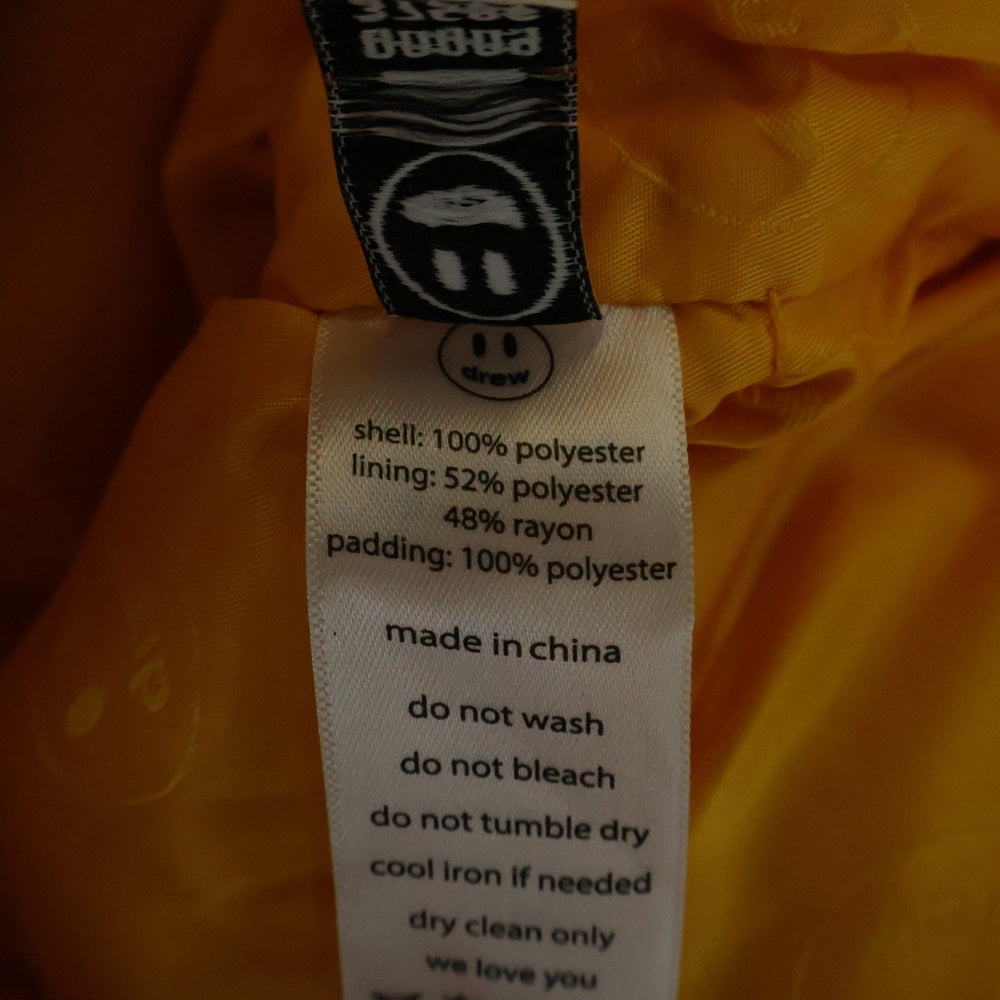 drew
shell: 100% polyester
lining: 52% polyester
48% rayon
padding: 100% polyester
made in china
do not wash
do not bleach
do not tumble dry
cool iron if needed
dry clean only
we love you